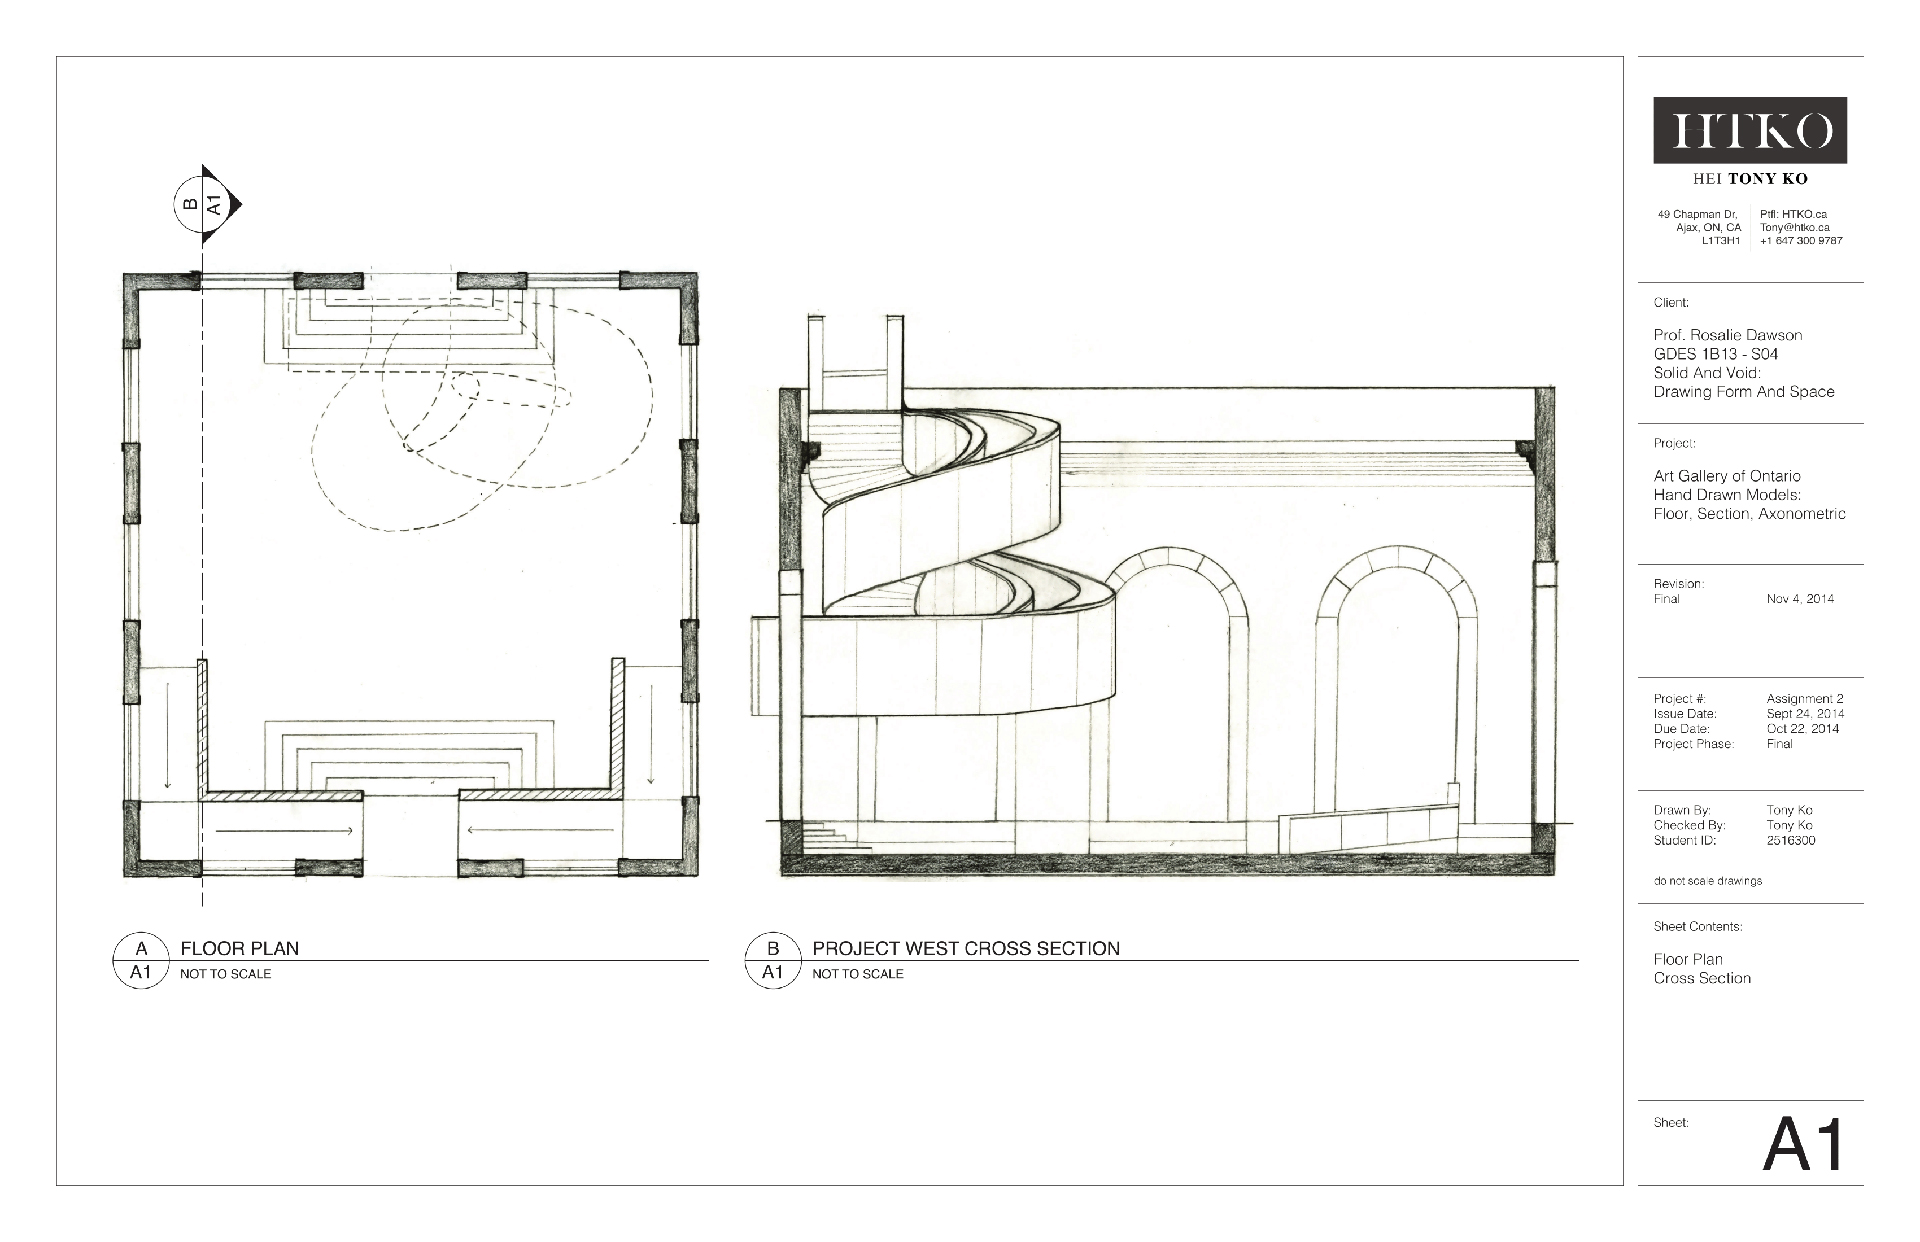 B
A1
A
A1
FLOOR PLAN
NOT TO SCALE
B
A1
PROJECT WEST CROSS SECTION
NOT TO SCALE
HTKO
HEI TONY KO
49 Chapman Dr,
Ajax, ON, CA
L1T3H1
Ptfl: HTKO.ca
Tony@htko.ca
+1 647 300 9787
Client:
Prof. Rosalie Dawson
GDES 1B13 - S04
Solid And Void:
Drawing Form And Space
Project:
Art Gallery of Ontario
Hand Drawn Models:
Floor, Section, Axonometric
Revision:
Final Nov 4, 2014
Project #: Assignment 2
Issue Date: Sept 24, 2014
Due Date: Oct 22, 2014
Project Phase: Final
Drawn By: Tony Ko
Checked By: Tony Ko
Student ID: 2516300
do not scale drawings
Sheet Contents:
Floor Plan
Cross Section
Sheet:
A1